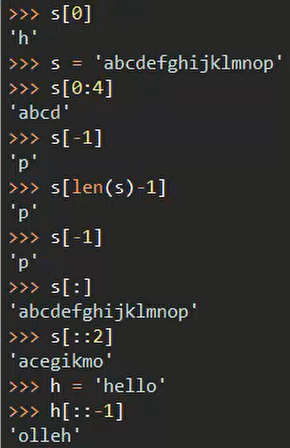 >>> s[0]
'h'
>>> s = 'abcdefghijklmnop'
>>> s[0:4]
'abcd'
>>> s[-1]
'p'
>>> s[len(s)-1]
'p'
>>> s[-1]
'p'
>>> s[:]
'abcdefghijklmnop'
>>> s[::2]
'acegikmo'
>>> h = 'hello'
>>> h[::-1]
'olleh'